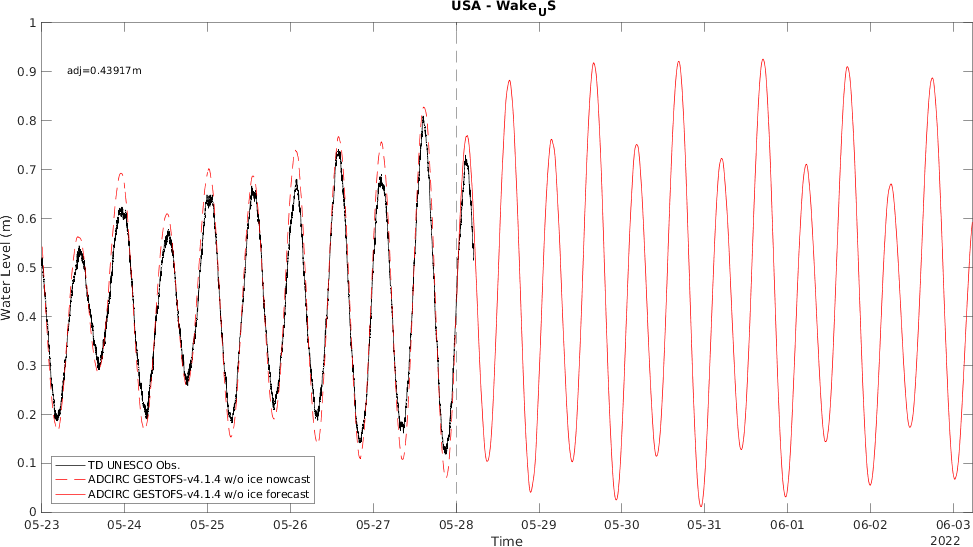 USA - Wake_US
adj=0.43917m
Water Level (m)
1
0.9
0.8
0.7
0.6
0.5
0.4
0.3
0.2
0.1
0
TD UNESCO Obs.
ADCIRC GESTOFS-v4.1.4 w/o ice nowcast
ADCIRC GESTOFS-v4.1.4 w/o ice forecast
05-23 05-24 05-25 05-26 05-27 05-28 05-29 05-30 05-31 06-01 06-02 06-03
Time
2022